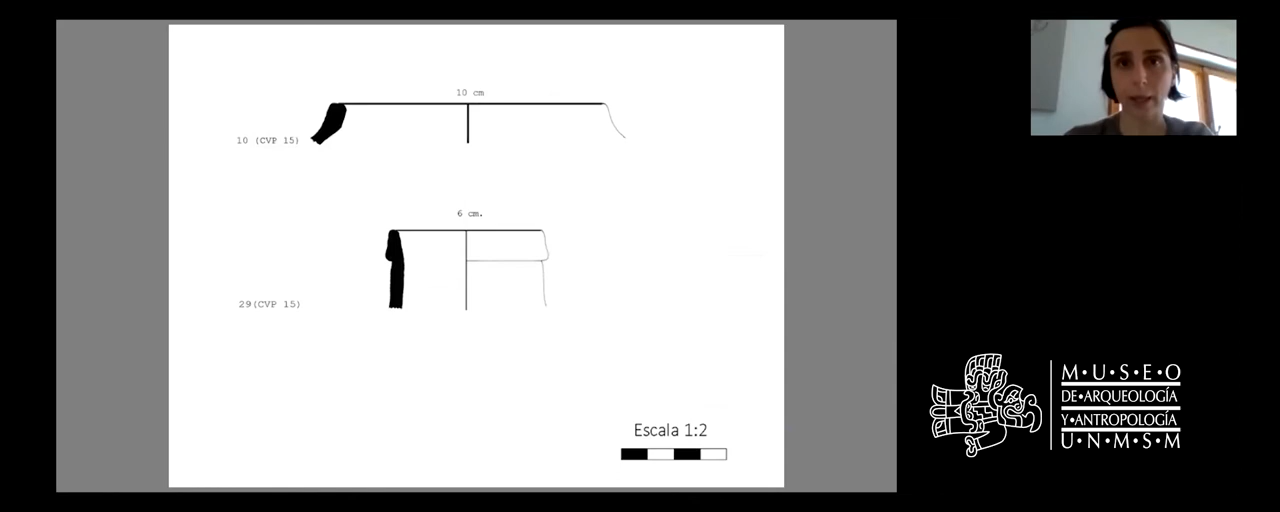 10 cm
10 (CVP 15)
6 cm.
29(CVP 15)
Escala 1:2
M•U•S•E•O
DE•ARQUEOLOGÍA
Y•ANTROPOLOGÍA
U•N•M•S•M